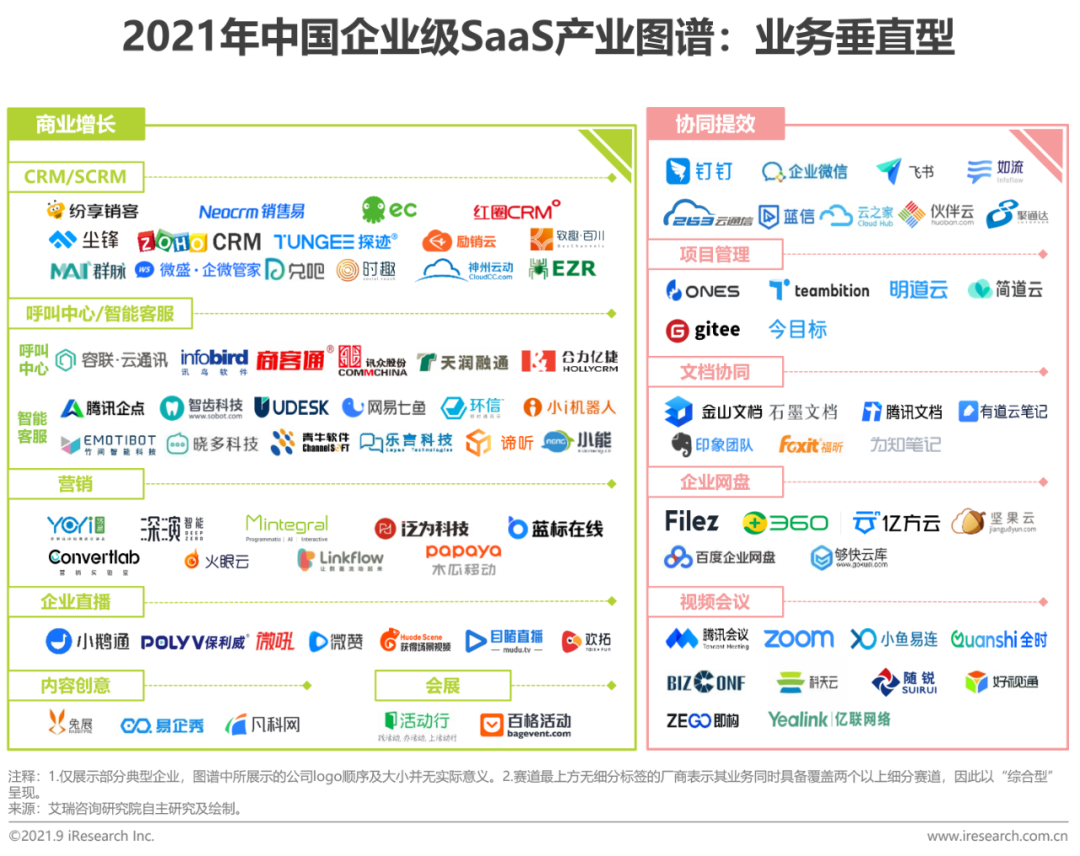 2021年中国企业级SaaS产业图谱：业务垂直型
商业增长
CRM/SCRM
纷享销客 Neocrm 销售易 ec 红圈CRM
尘锋 ZOHO CRM TUNGEE 探迹 励销云 致趣·百川
群脉 微盛·企微管家 兑吧 时趣 神州云动 CloudCC.com EZR
呼叫中心/智能客服
呼叫中心
容联·云通讯 infobird 讯鸟软件 商客通 讯众股份 COMMCHINA 天润融通 合力亿捷 HOLLYCRM
智能客服
腾讯企点 智齿科技 www.sobot.com UDESK 网易七鱼 环信 小i机器人
EMOTIBOT 竹间智能科技 晓多科技 青牛软件 ChannelSoft 乐言科技 谛听 小能
营销
YOYI 深演智能 DEEP ZERO Mintegral Programmatic | AI | Interactive 泛为科技 蓝标在线
Convertlab 营销实验室 火眼云 Linkflow papaya 木瓜移动
企业直播
小鹅通 POLYV保利威 微吼 微赞 Huode Scene 获得场景视频 目睹直播 mudu.tv 欢拓
内容创意
兔展 易企秀 凡科网
会展
活动行 找活动, 办活动, 上活动行 百格活动 bagevent.com
协同提效
钉钉 企业微信 飞书 如流 Infoflow
263云通信 蓝信 云之家 Cloud Hub 伙伴云 huoban.com 聚通达
项目管理
ONES teambition 明道云 简道云
gitee 今目标
文档协同
金山文档 石墨文档 腾讯文档 有道云笔记
印象团队 Foxit福昕 为知笔记
企业网盘
Filez 360 亿方云 坚果云 jianguoyun.com
百度企业网盘 够快云库 www.gokuai.com
视频会议
腾讯会议 Tencent Meeting zoom 小鱼易连 Quanshi 全时
BIZCONF 科天云 随锐 SUIRUI 好视通
ZEGO即构 Yealink 亿联网络
注释：1.仅展示部分典型企业，图谱中所展示的公司logo顺序及大小并无实际意义。2.赛道最上方无细分标签的厂商表示其业务同时具备覆盖两个以上细分赛道，因此以“综合型”
呈现。
来源：艾瑞咨询研究院自主研究及绘制。
©2021.9 iResearch Inc.
www.iresearch.com.cn